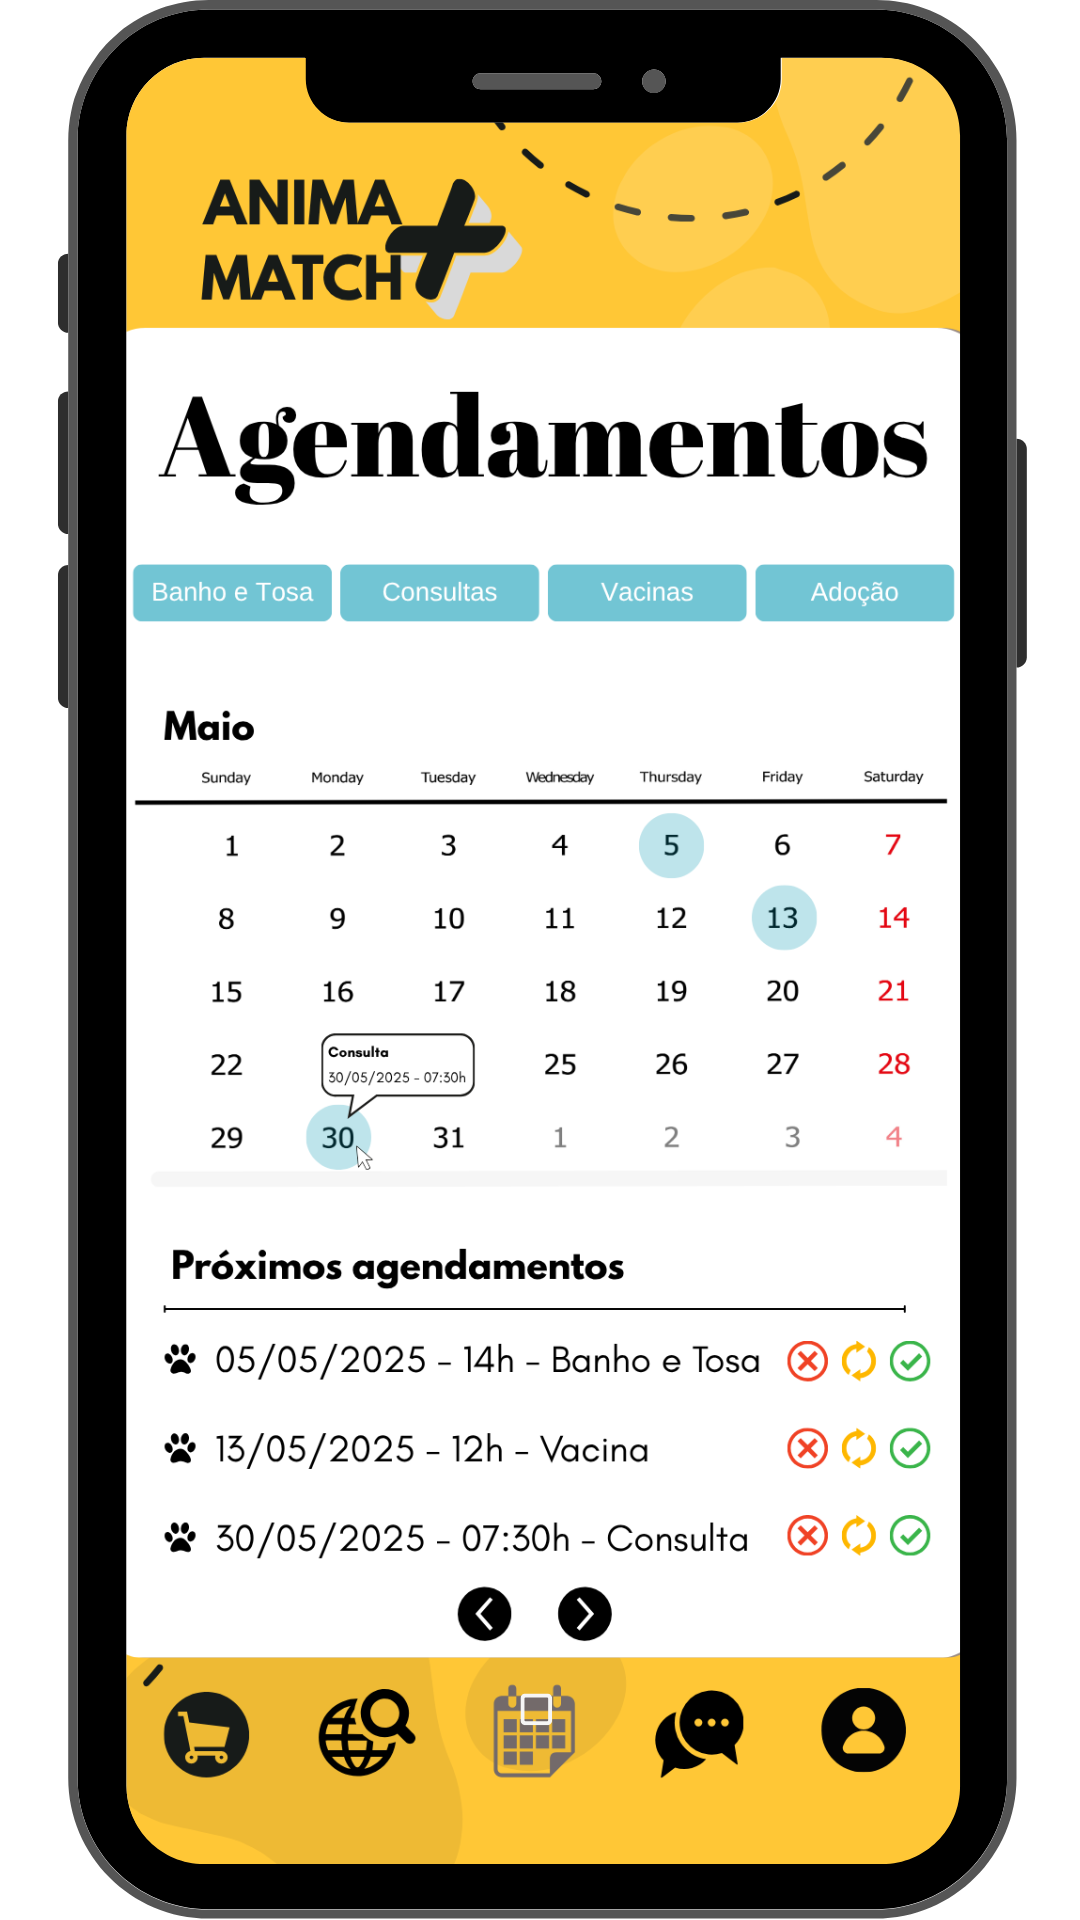 ANIMA
MATCH
Agendamentos
Banho e Tosa Consultas Vacinas Adoção
Maio
Sunday Monday Tuesday Wednesday Thursday Friday Saturday
1 2 3 4 5 6 7
8 9 10 11 12 13 14
15 16 17 18 19 20 21
22 25 26 27 28
Consulta
30/05/2025 - 07:30h
29 30 31 1 2 3 4
Próximos agendamentos
05/05/2025 - 14h - Banho e Tosa
13/05/2025 - 12h - Vacina
30/05/2025 - 07:30h - Consulta